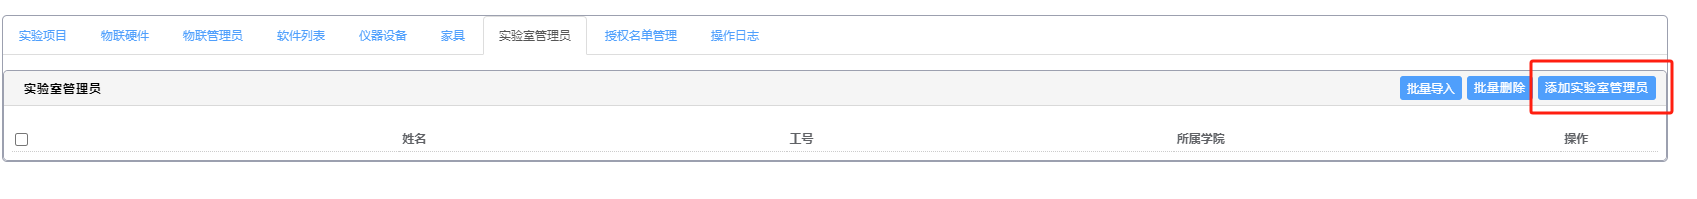 实验项目 物联硬件 物联管理员 软件列表 仪器设备 家具 实验室管理员 授权名单管理 操作日志
实验室管理员 批量导入 批量删除 添加实验室管理员
姓名 工号 所属学院 操作